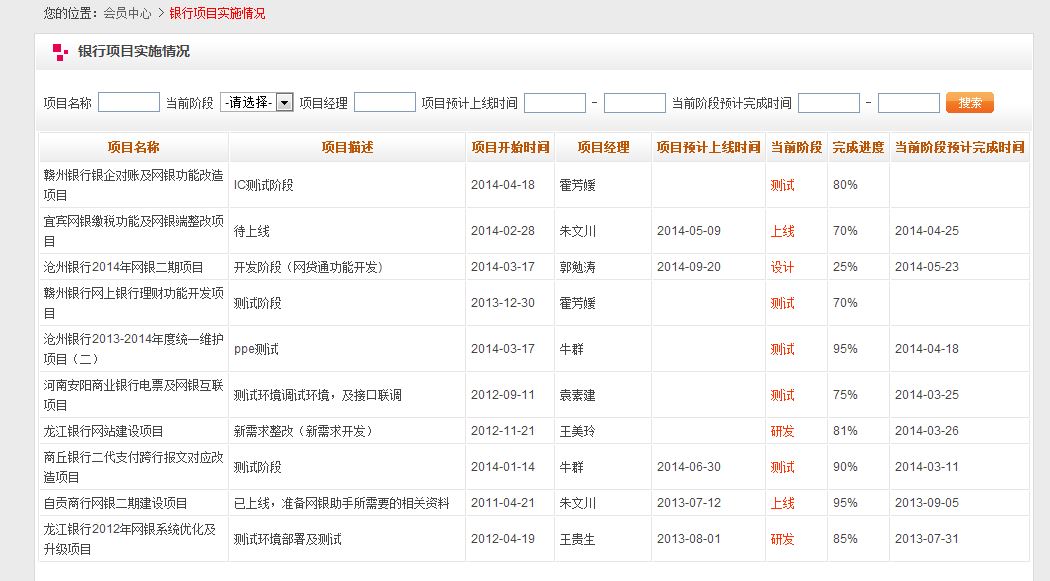 您的位置：会员中心 > 银行项目实施情况
银行项目实施情况
项目名称 当前阶段 -请选择- 项目经理 项目预计上线时间 - 当前阶段预计完成时间 - 搜索
项目名称 项目描述 项目开始时间 项目经理 项目预计上线时间 当前阶段 完成进度 当前阶段预计完成时间
赣州银行银企对账及网银功能改造
项目
IC测试阶段 2014-04-18 霍芳媛 测试 80%
宜宾网银缴税功能及网银端整改项
目
待上线 2014-02-28 朱文川 2014-05-09 上线 70% 2014-04-25
沧州银行2014年网银二期项目 开发阶段（网贷通功能开发） 2014-03-17 郭勉涛 2014-09-20 设计 25% 2014-05-23
赣州银行网上银行理财功能开发项
目
测试阶段 2013-12-30 霍芳媛 测试 70%
沧州银行2013-2014年度统一维护
项目（二）
ppe测试 2014-03-17 牛群 测试 95% 2014-04-18
河南安阳商业银行电票及网银互联
项目
测试环境调试环境，及接口联调 2012-09-11 袁素建 测试 75% 2014-03-25
龙江银行网站建设项目 新需求整改（新需求开发） 2012-11-21 王美玲 研发 81% 2014-03-26
商丘银行二代支付跨行报文对应改
造项目
测试阶段 2014-01-14 牛群 2014-06-30 测试 90% 2014-03-11
自贡商行网银二期建设项目 已上线，准备网银助手所需要的相关资料 2011-04-21 朱文川 2013-07-12 上线 95% 2013-09-05
龙江银行2012年网银系统优化及
升级项目
测试环境部署及测试 2012-04-19 王贵生 2013-08-01 研发 85% 2013-07-31